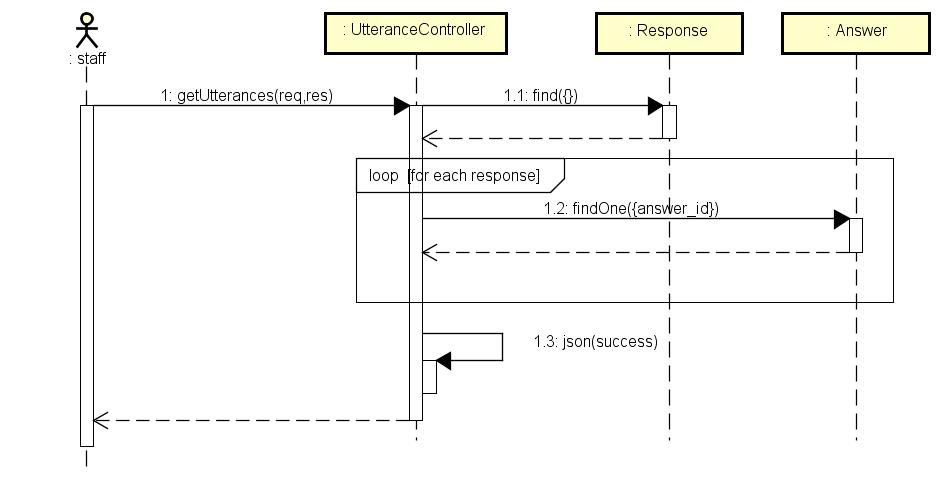 : UtteranceController
: Response
: Answer
: staff
1: getUtterances(req,res)
1.1: find({})
loop [for each response]
1.2: findOne({answer_id})
1.3: json(success)